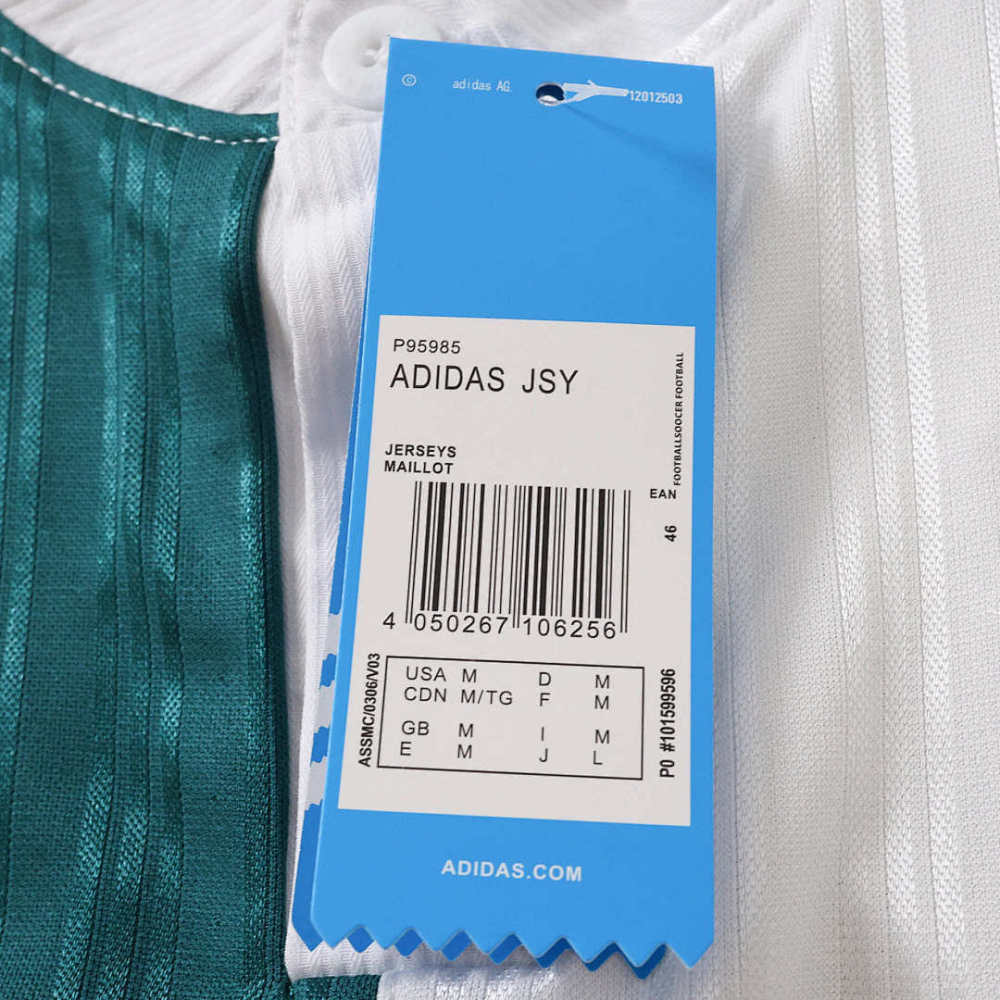 © adidas AG. 12012503
P95985
ADIDAS JSY
FOOTBALLSOOCER FOOTBALL
JERSEYS
MAILLOT
EAN
46
4 050267 106256
ASSMC/0306/V03
USA M D M
CDN M/TG F M
GB M I M
E M J L
PO #101599596
ADIDAS.COM